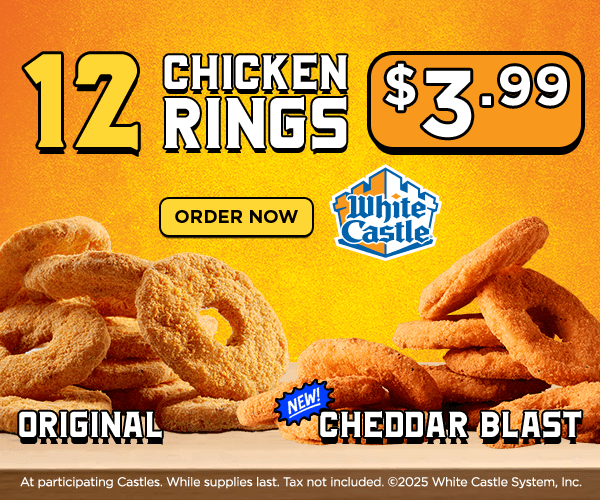 12 CHICKEN RINGS $3.99
ORDER NOW
White Castle
ORIGINAL
NEW!
CHEDDAR BLAST
At participating Castles. While supplies last. Tax not included. ©2025 White Castle System, Inc.